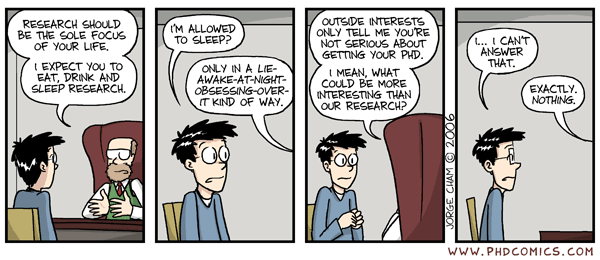 RESEARCH SHOULD
BE THE SOLE FOCUS
OF YOUR LIFE.
I EXPECT YOU TO
EAT, DRINK AND
SLEEP RESEARCH.
I'M ALLOWED
TO SLEEP?
ONLY IN A LIE-
AWAKE-AT-NIGHT-
OBSESSING-OVER-
IT KIND OF WAY.
OUTSIDE INTERESTS
ONLY TELL ME YOU'RE
NOT SERIOUS ABOUT
GETTING YOUR PHD.
I MEAN, WHAT
COULD BE MORE
INTERESTING THAN
OUR RESEARCH?
JORGE CHAM © 2006
I... I CAN'T
ANSWER
THAT.
EXACTLY.
NOTHING.
WWW.PHDCOMICS.COM